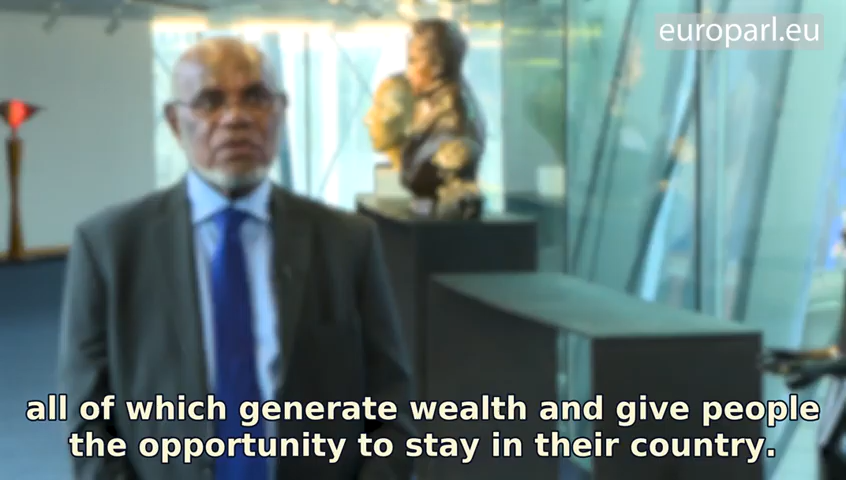 europarl.eu
all of which generate wealth and give people
the opportunity to stay in their country.